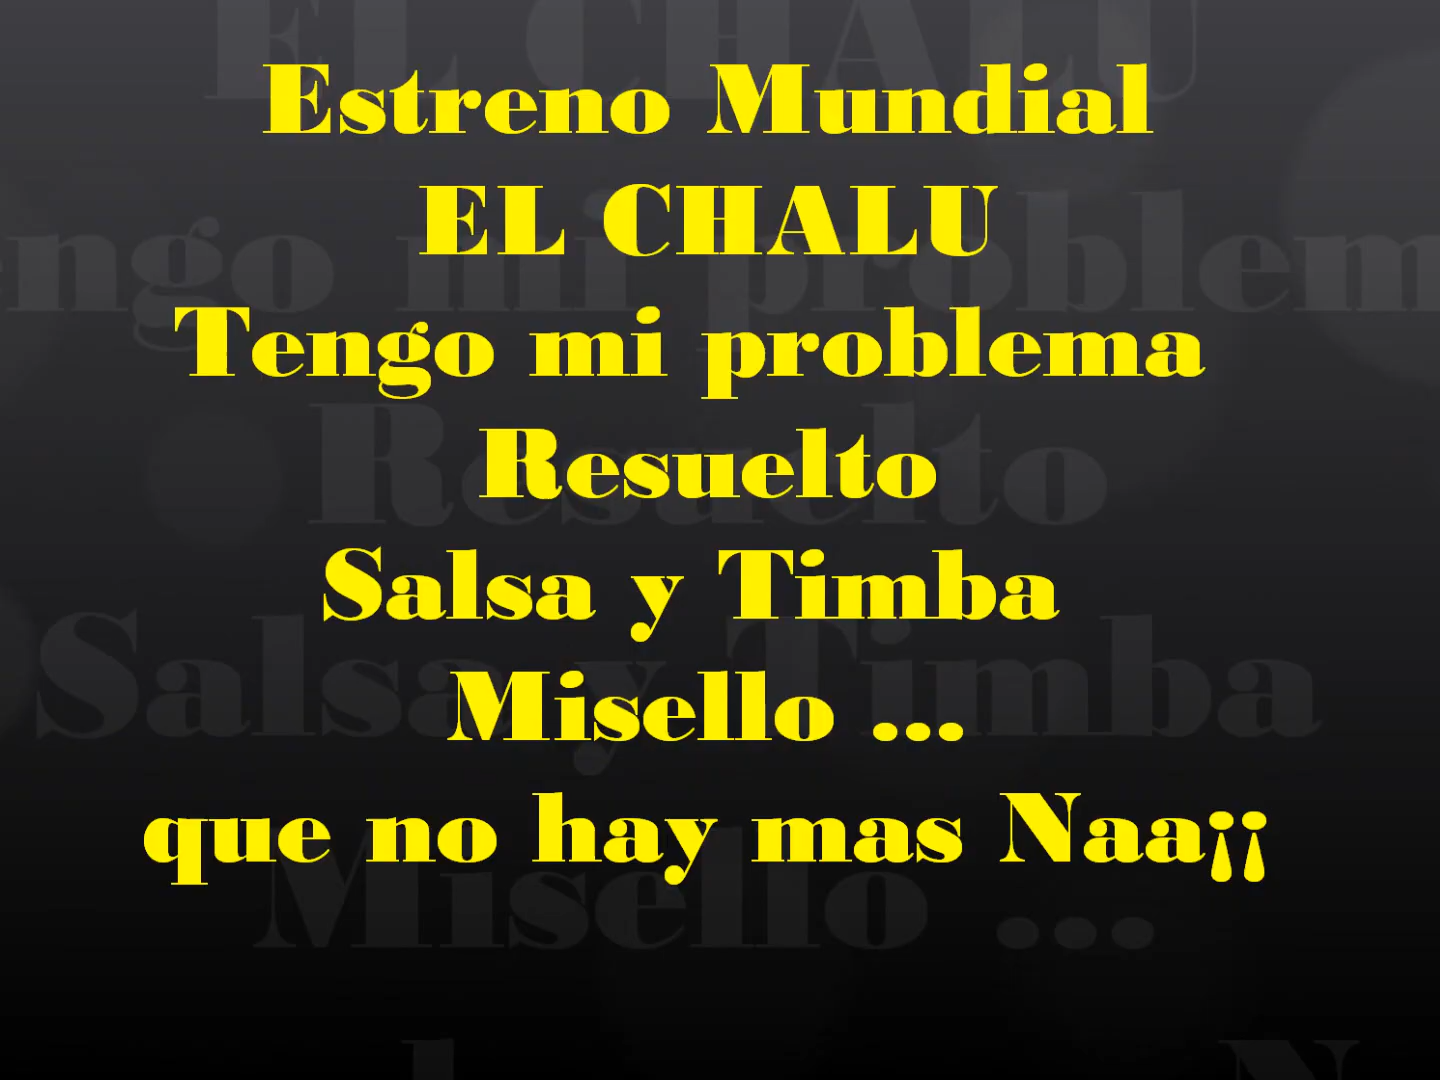 Estreno Mundial
EL CHALU
Tengo mi problema
Resuelto
Salsa y Timba
Misello ...
que no hay mas Naa¡¡